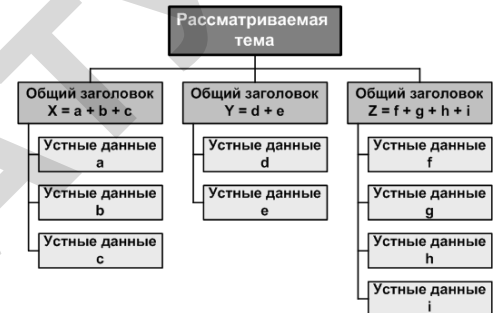 Рассматриваемая
тема
Общий заголовок
X = a + b + c
Общий заголовок
Y = d + e
Общий заголовок
Z = f + g + h + i
Устные данные
a
Устные данные
b
Устные данные
c
Устные данные
d
Устные данные
e
Устные данные
f
Устные данные
g
Устные данные
h
Устные данные
i